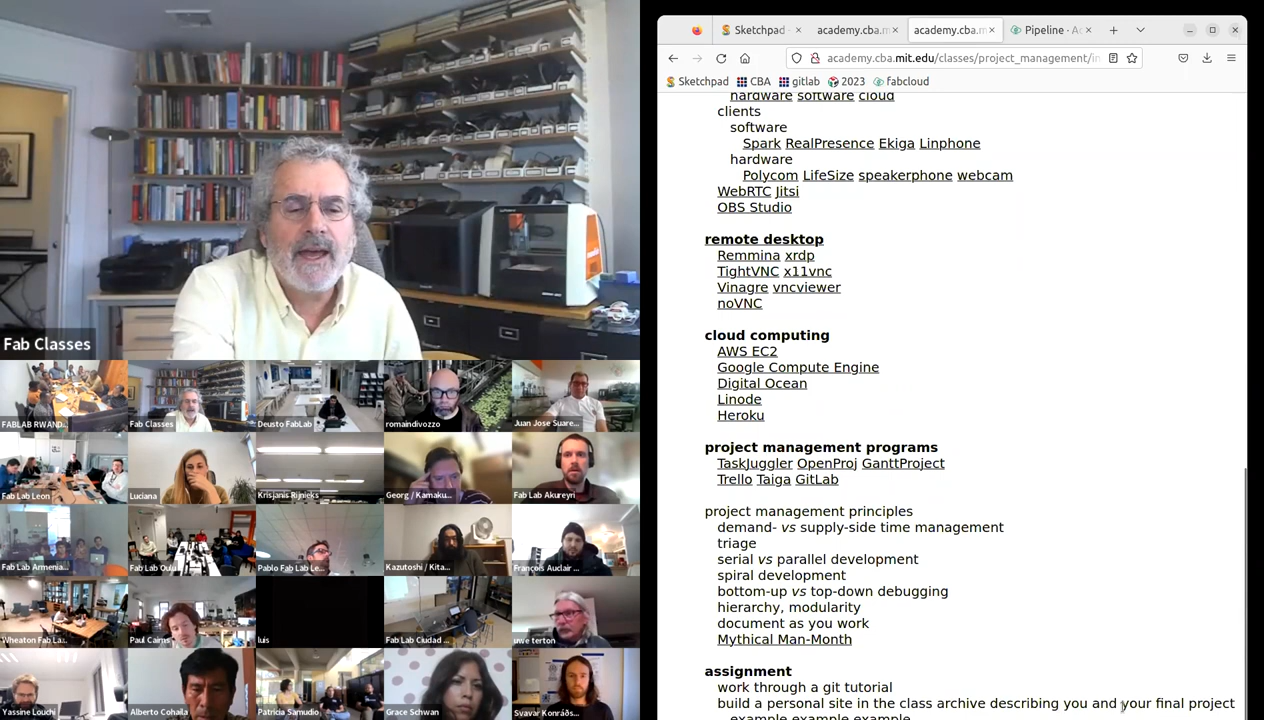 Fab Classes
FABLAB RWAND...
Fab Classes
Deusto FabLab
romaindivozzo
Juan Jose Suare...
Fab Lab Leon
Luciana
Krisjanis Rijnieks
Georg / Kamaku...
Fab Lab Akureyri
Fab Lab Armenia...
Fab Lab Oulu
Pablo Fab Lab Le...
Kazutoshi / Kita...
François Auclair ...
Wheaton Fab La...
Paul Cairns
luis
Fab Lab Ciudad ...
uwe terton
Yassine Louchi
Alberto Cohaila
Patricia Samudio
Grace Schwan
Svavar Konráðs...
Sketchpad
academy.cba.m
academy.cba.m
Pipeline · Ac
academy.cba.mit.edu/classes/project_management/in
Sketchpad CBA gitlab 2023 fabcloud
hardware software cloud
clients
software
Spark RealPresence Ekiga Linphone
hardware
Polycom LifeSize speakerphone webcam
WebRTC Jitsi
OBS Studio
remote desktop
Remmina xrdp
TightVNC x11vnc
Vinagre vncviewer
noVNC
cloud computing
AWS EC2
Google Compute Engine
Digital Ocean
Linode
Heroku
project management programs
TaskJuggler OpenProj GanttProject
Trello Taiga GitLab
project management principles
demand- vs supply-side time management
triage
serial vs parallel development
spiral development
bottom-up vs top-down debugging
hierarchy, modularity
document as you work
Mythical Man-Month
assignment
work through a git tutorial
build a personal site in the class archive describing you and your final project
example example example